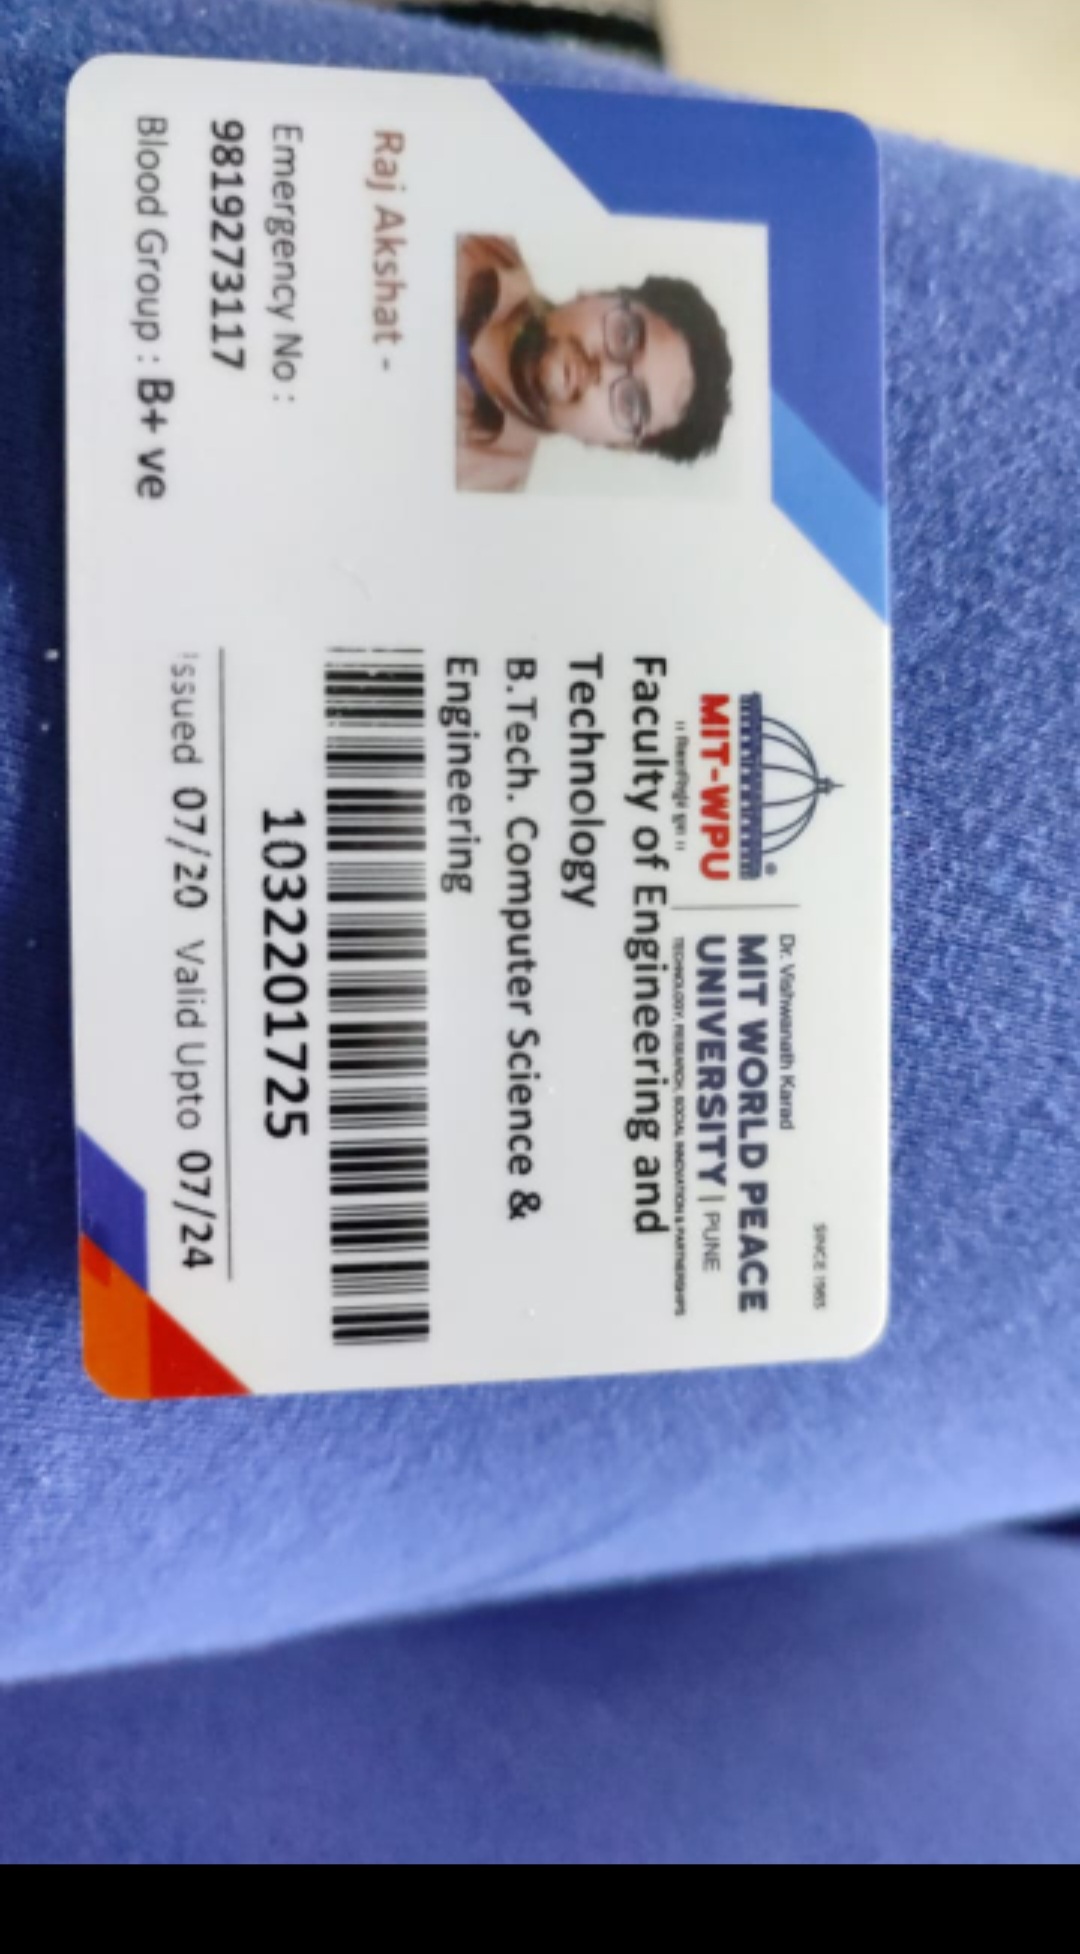 SINCE 1983
Dr. Vishwanath Karad
MIT WORLD PEACE
UNIVERSITY | PUNE
TECHNOLOGY, RESEARCH, SOCIAL INNOVATION & PARTNERSHIPS
MIT-WPU
Faculty of Engineering and
Technology
B.Tech. Computer Science &
Engineering
1032201725
Issued 07/20 Valid Upto 07/24
Raj Akshat -
Emergency No :
9819273117
Blood Group : B+ ve